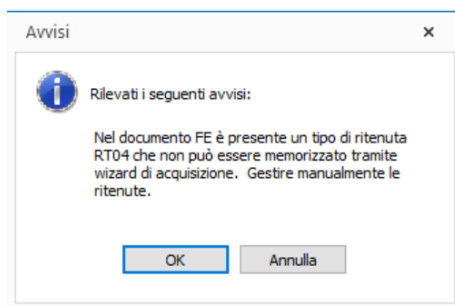 Avvisi
Rilevati i seguenti avvisi:
Nel documento FE è presente un tipo di ritenuta
RT04 che non può essere memorizzato tramite
wizard di acquisizione. Gestire manualmente le
ritenute.
OK
Annulla